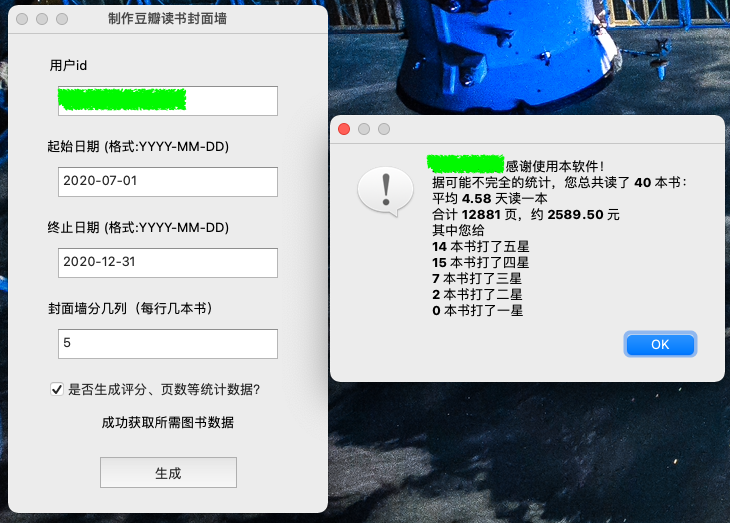 制作豆瓣读书封面墙
用户id
起始日期 (格式:YYYY-MM-DD)
2020-07-01
终止日期 (格式:YYYY-MM-DD)
2020-12-31
封面墙分几列（每行几本书）
5
是否生成评分、页数等统计数据?
成功获取所需图书数据
生成
感谢使用本软件！
据可能不完全的统计，您总共读了 40 本书：
平均 4.58 天读一本
合计 12881 页，约 2589.50 元
其中您给
14 本书打了五星
15 本书打了四星
7 本书打了三星
2 本书打了二星
0 本书打了一星
OK